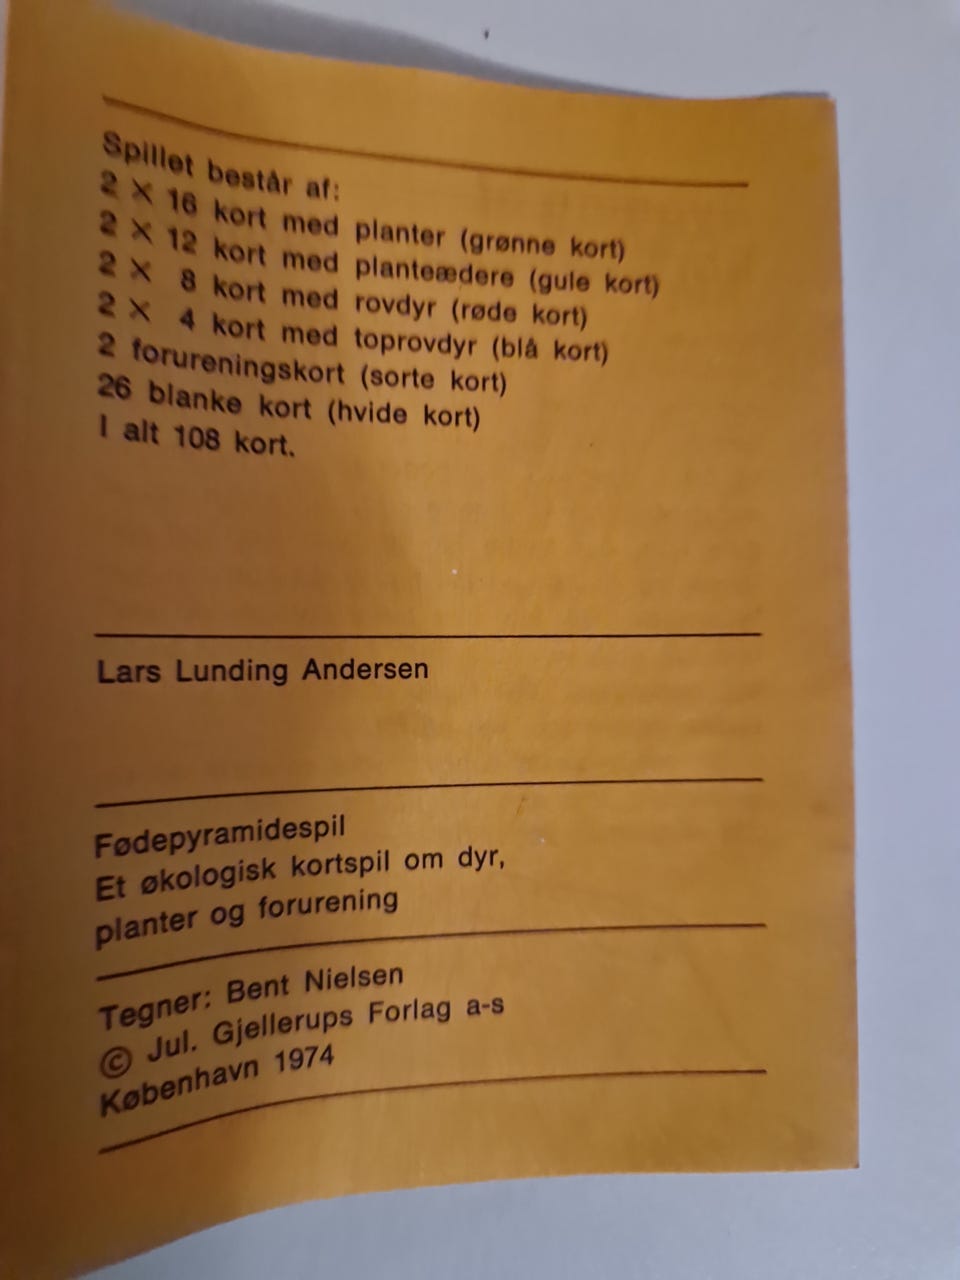 Spillet består af:
2 X 16 kort med planter (grønne kort)
2 X 12 kort med planteædere (gule kort)
2 X 8 kort med rovdyr (røde kort)
2 X 4 kort med toprovdyr (blå kort)
2 forureningskort (sorte kort)
26 blanke kort (hvide kort)
I alt 108 kort.
Lars Lunding Andersen
Fødepyramidespil
Et økologisk kortspil om dyr,
planter og forurening
Tegner: Bent Nielsen
© Jul. Gjellerups Forlag a-s
København 1974